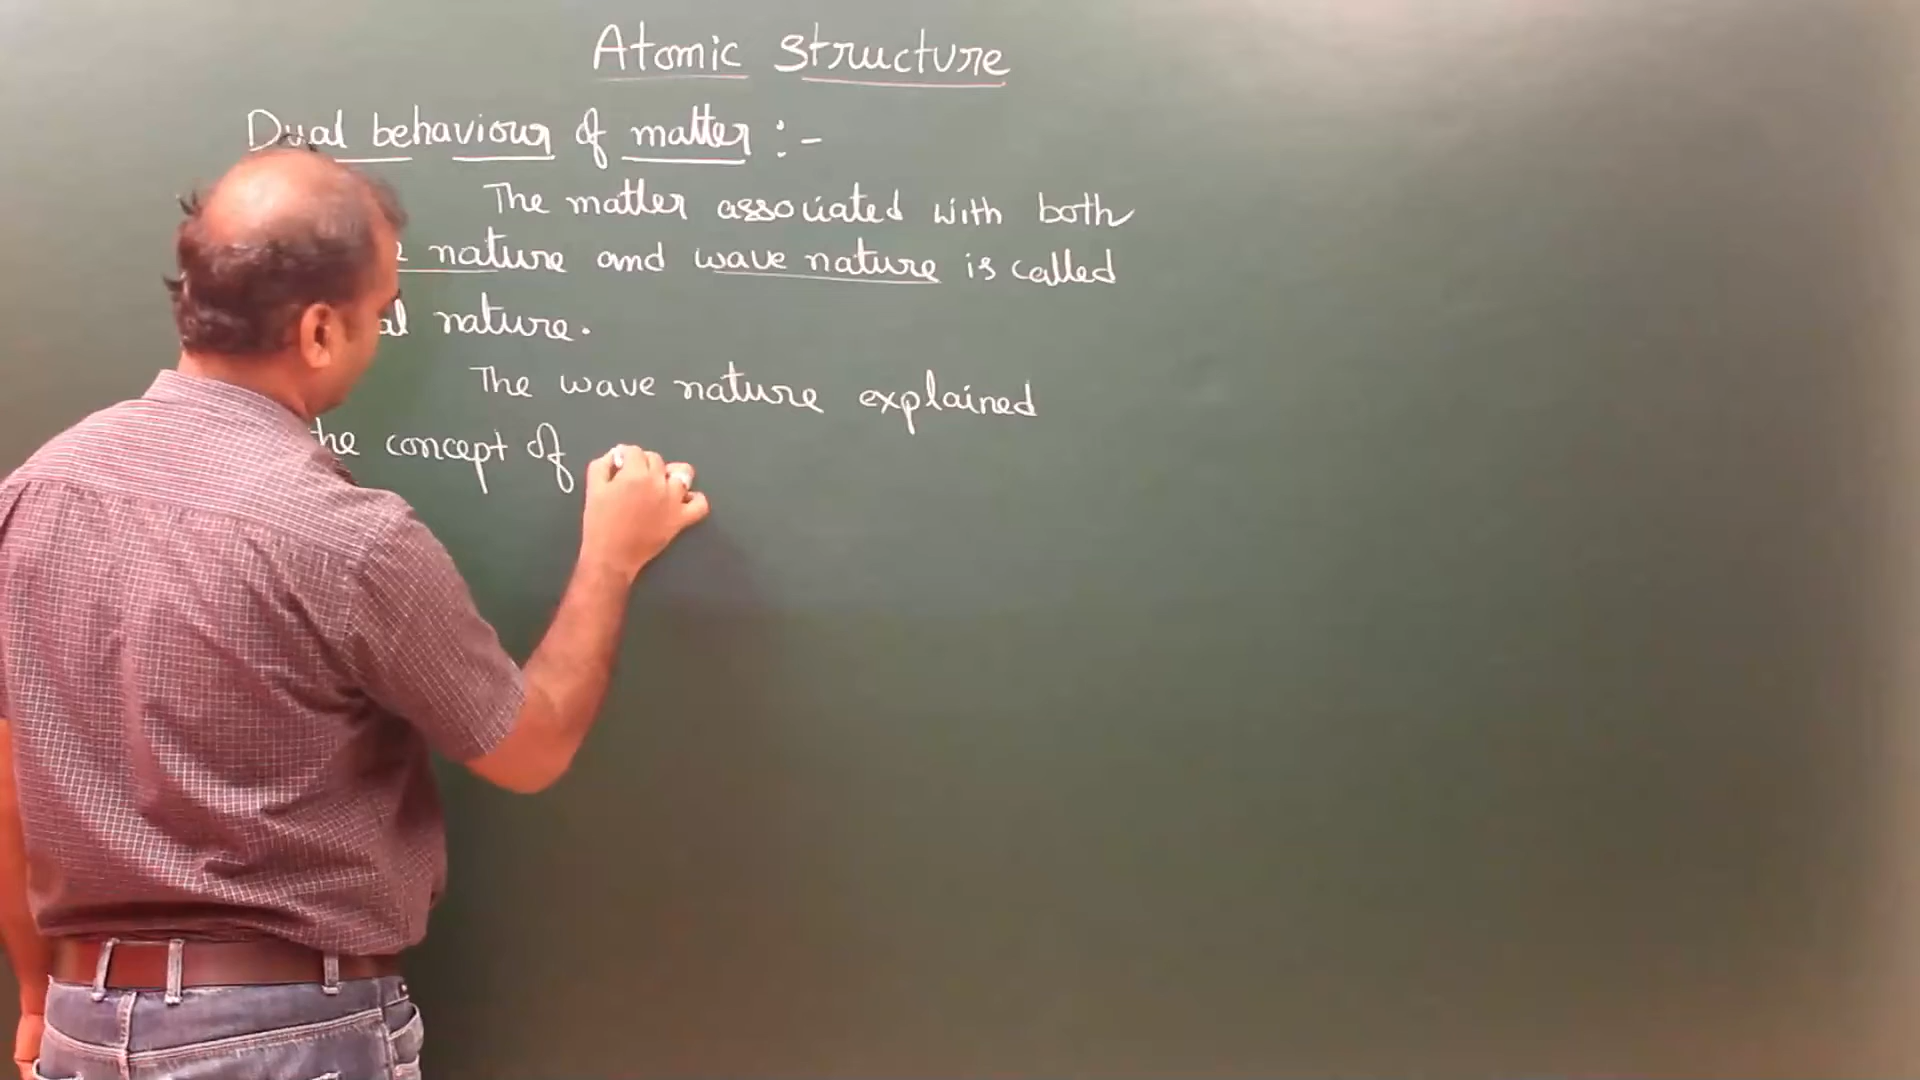 Atomic Structure
Dual behaviour of matter :-
The matter associated with both
nature and wave nature is called
nature.
The wave nature explained
the concept of